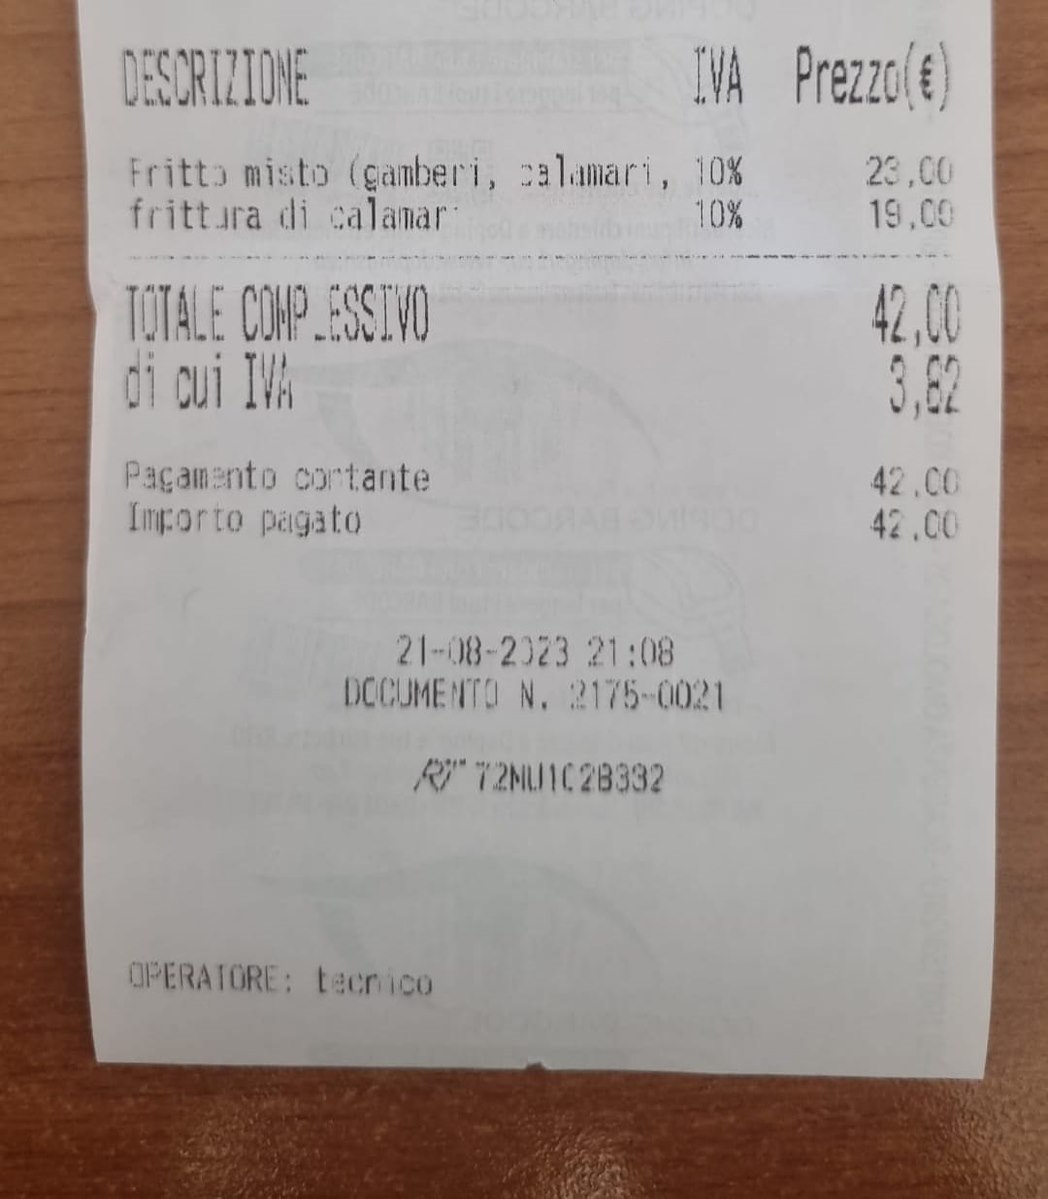 DESCRIZIONE IVA Prezzo(€)
Fritto misto (gamberi, calamari, 10% 23,00
frittura di calamari 10% 19,00
TOTALE COMPLESSIVO 42,00
di cui IVA 3,82
Pagamento contante 42,00
Importo pagato 42,00
21-08-2023 21:08
DOCUMENTO N. 2175-0021
RT 72MU1C28332
OPERATORE: tecnico